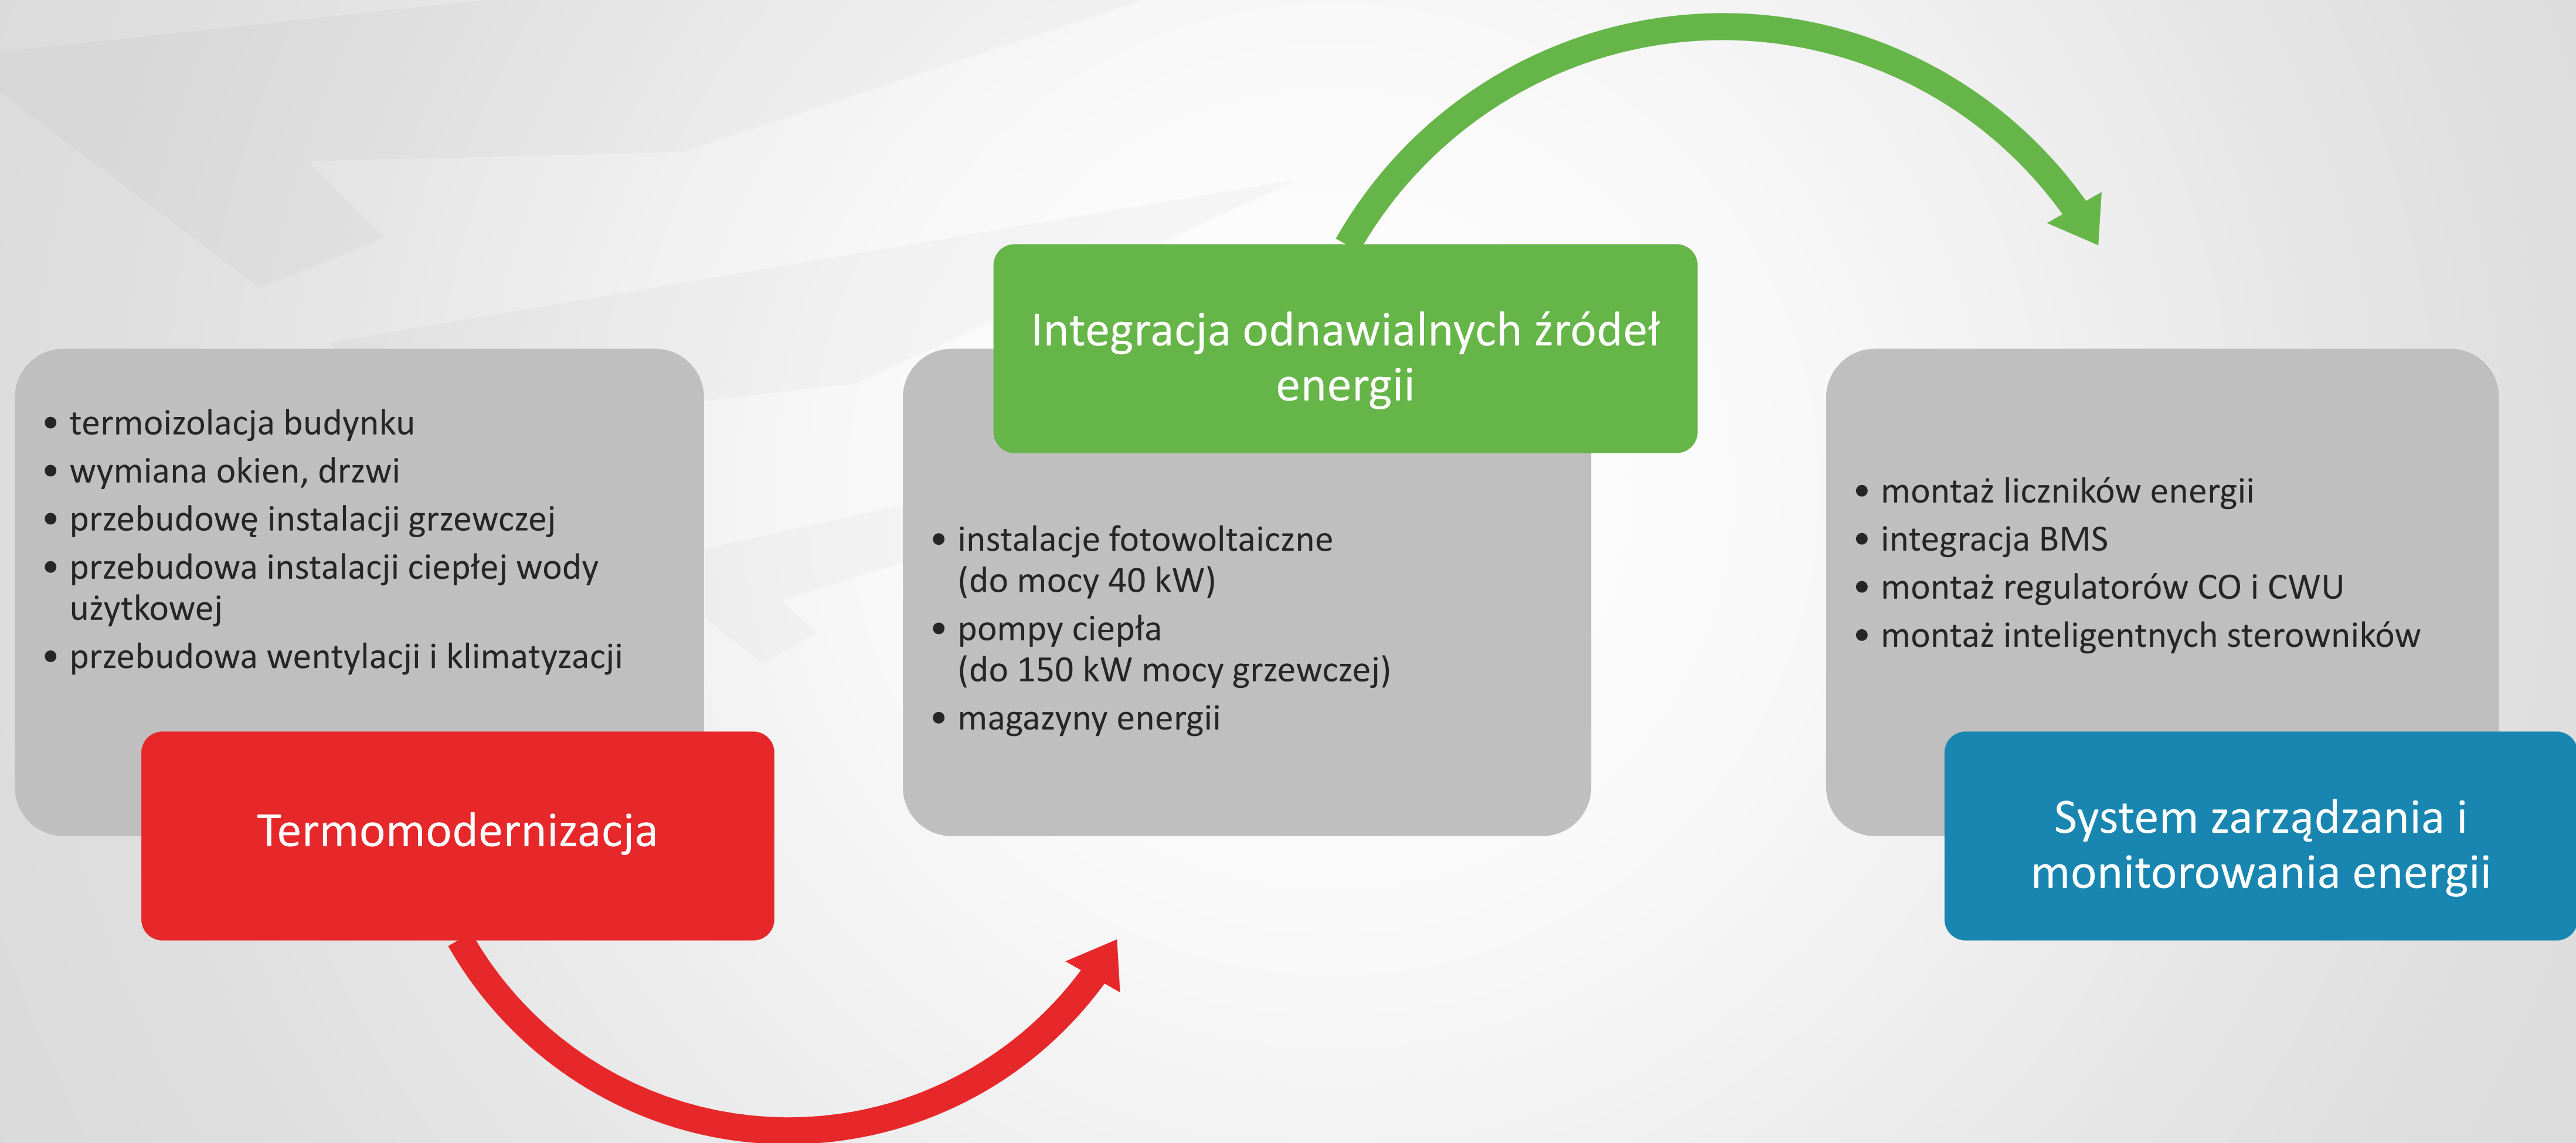 • termoizolacja budynku
• wymiana okien, drzwi
• przebudowę instalacji grzewczej
• przebudowa instalacji ciepłej wody
użytkowej
• przebudowa wentylacji i klimatyzacji
Termomodernizacja
Integracja odnawialnych źródeł
energii
• instalacje fotowoltaiczne
(do mocy 40 kW)
• pompy ciepła
(do 150 kW mocy grzewczej)
• magazyny energii
• montaż liczników energii
• integracja BMS
• montaż regulatorów CO i CWU
• montaż inteligentnych sterowników
System zarządzania i
monitorowania energii